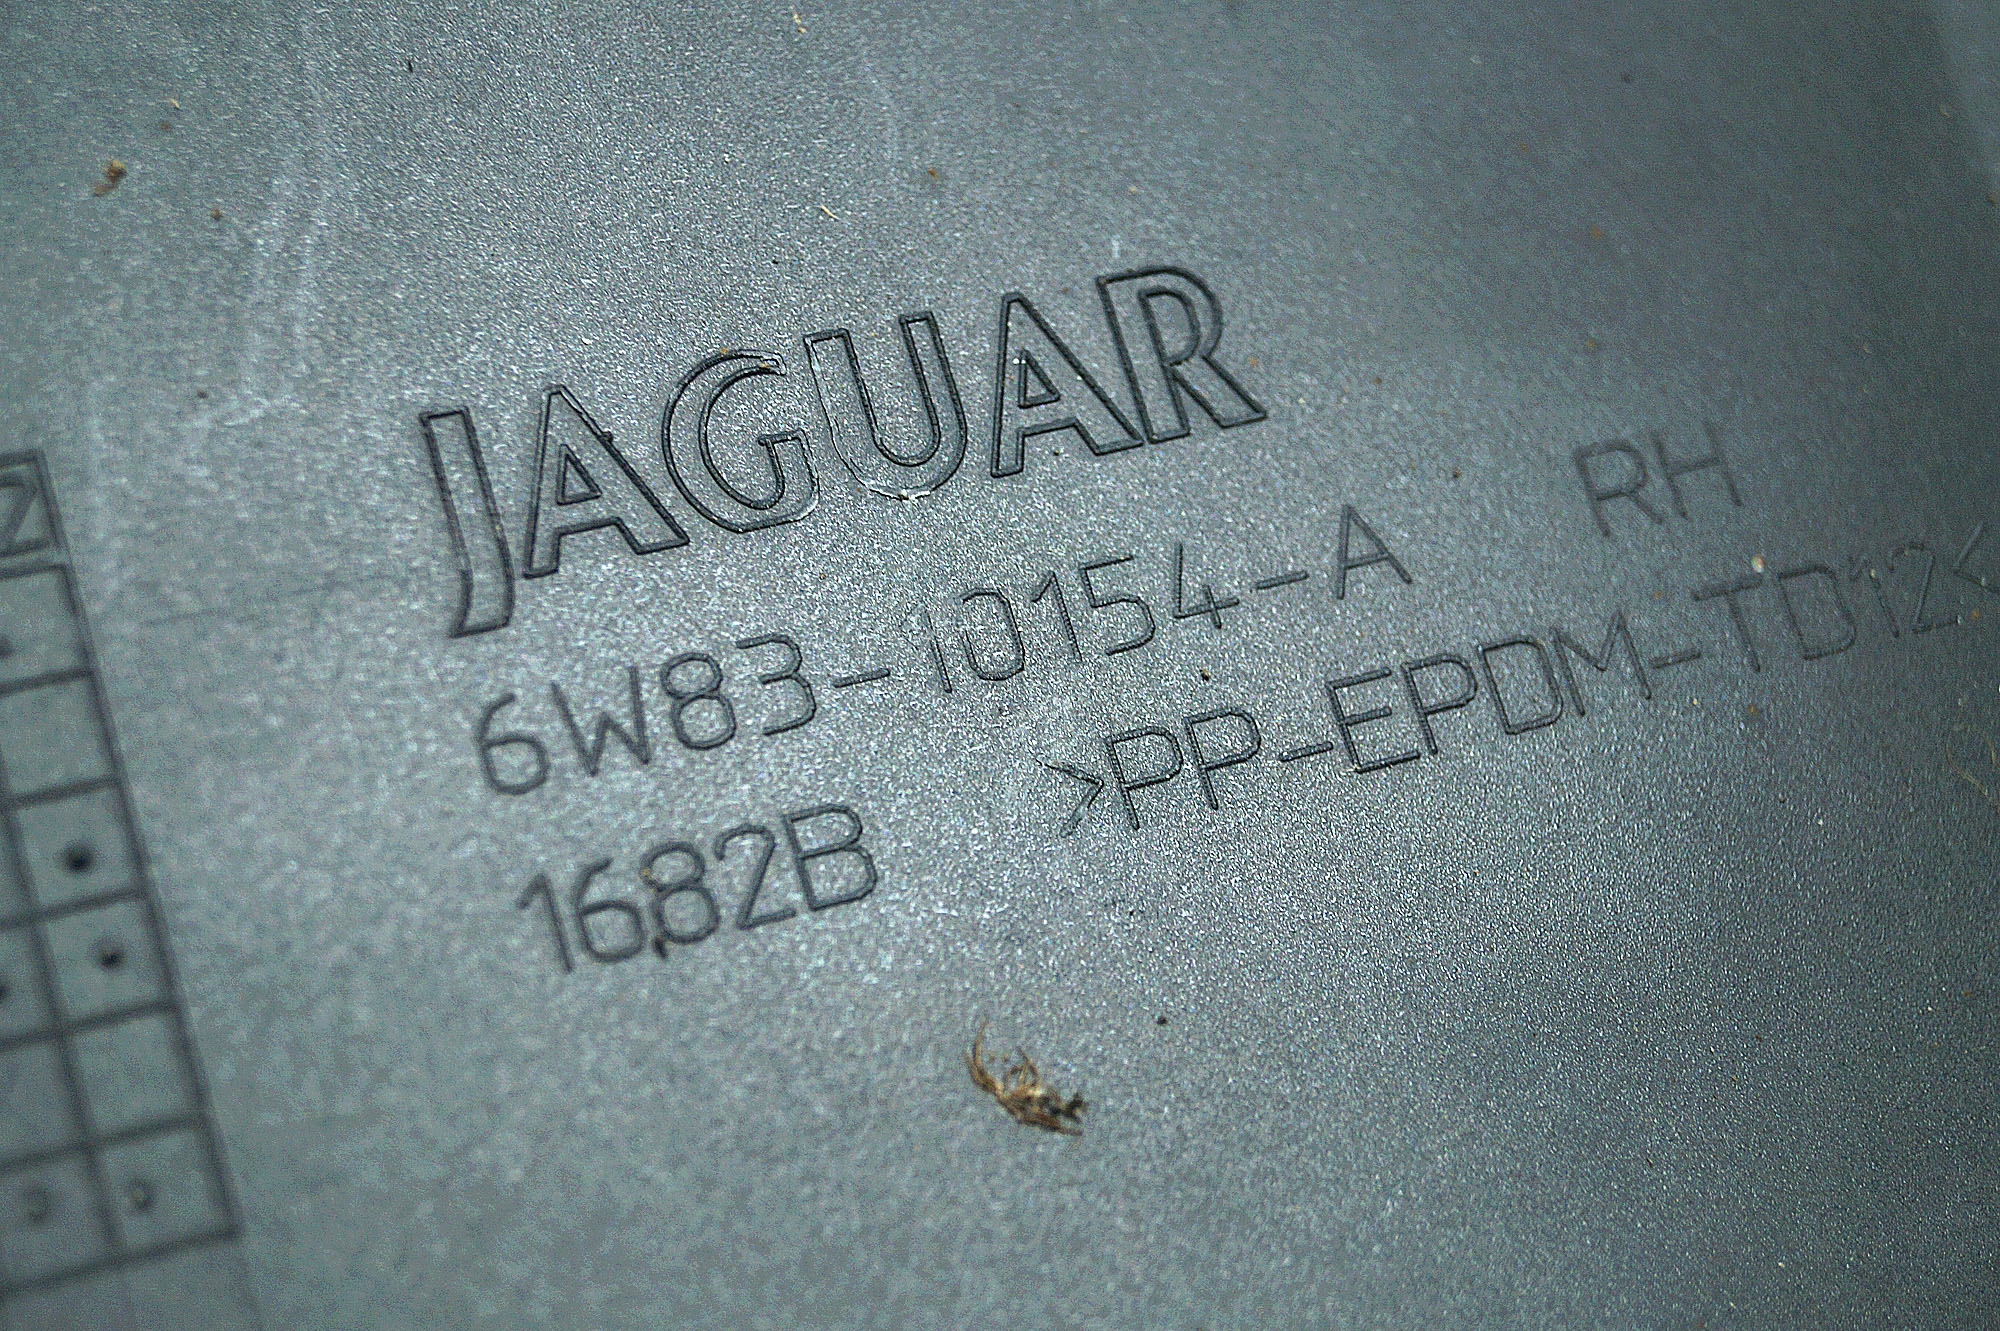 JAGUAR
6W83-10154-A RH
1682B >PP-EPDM-TD12<